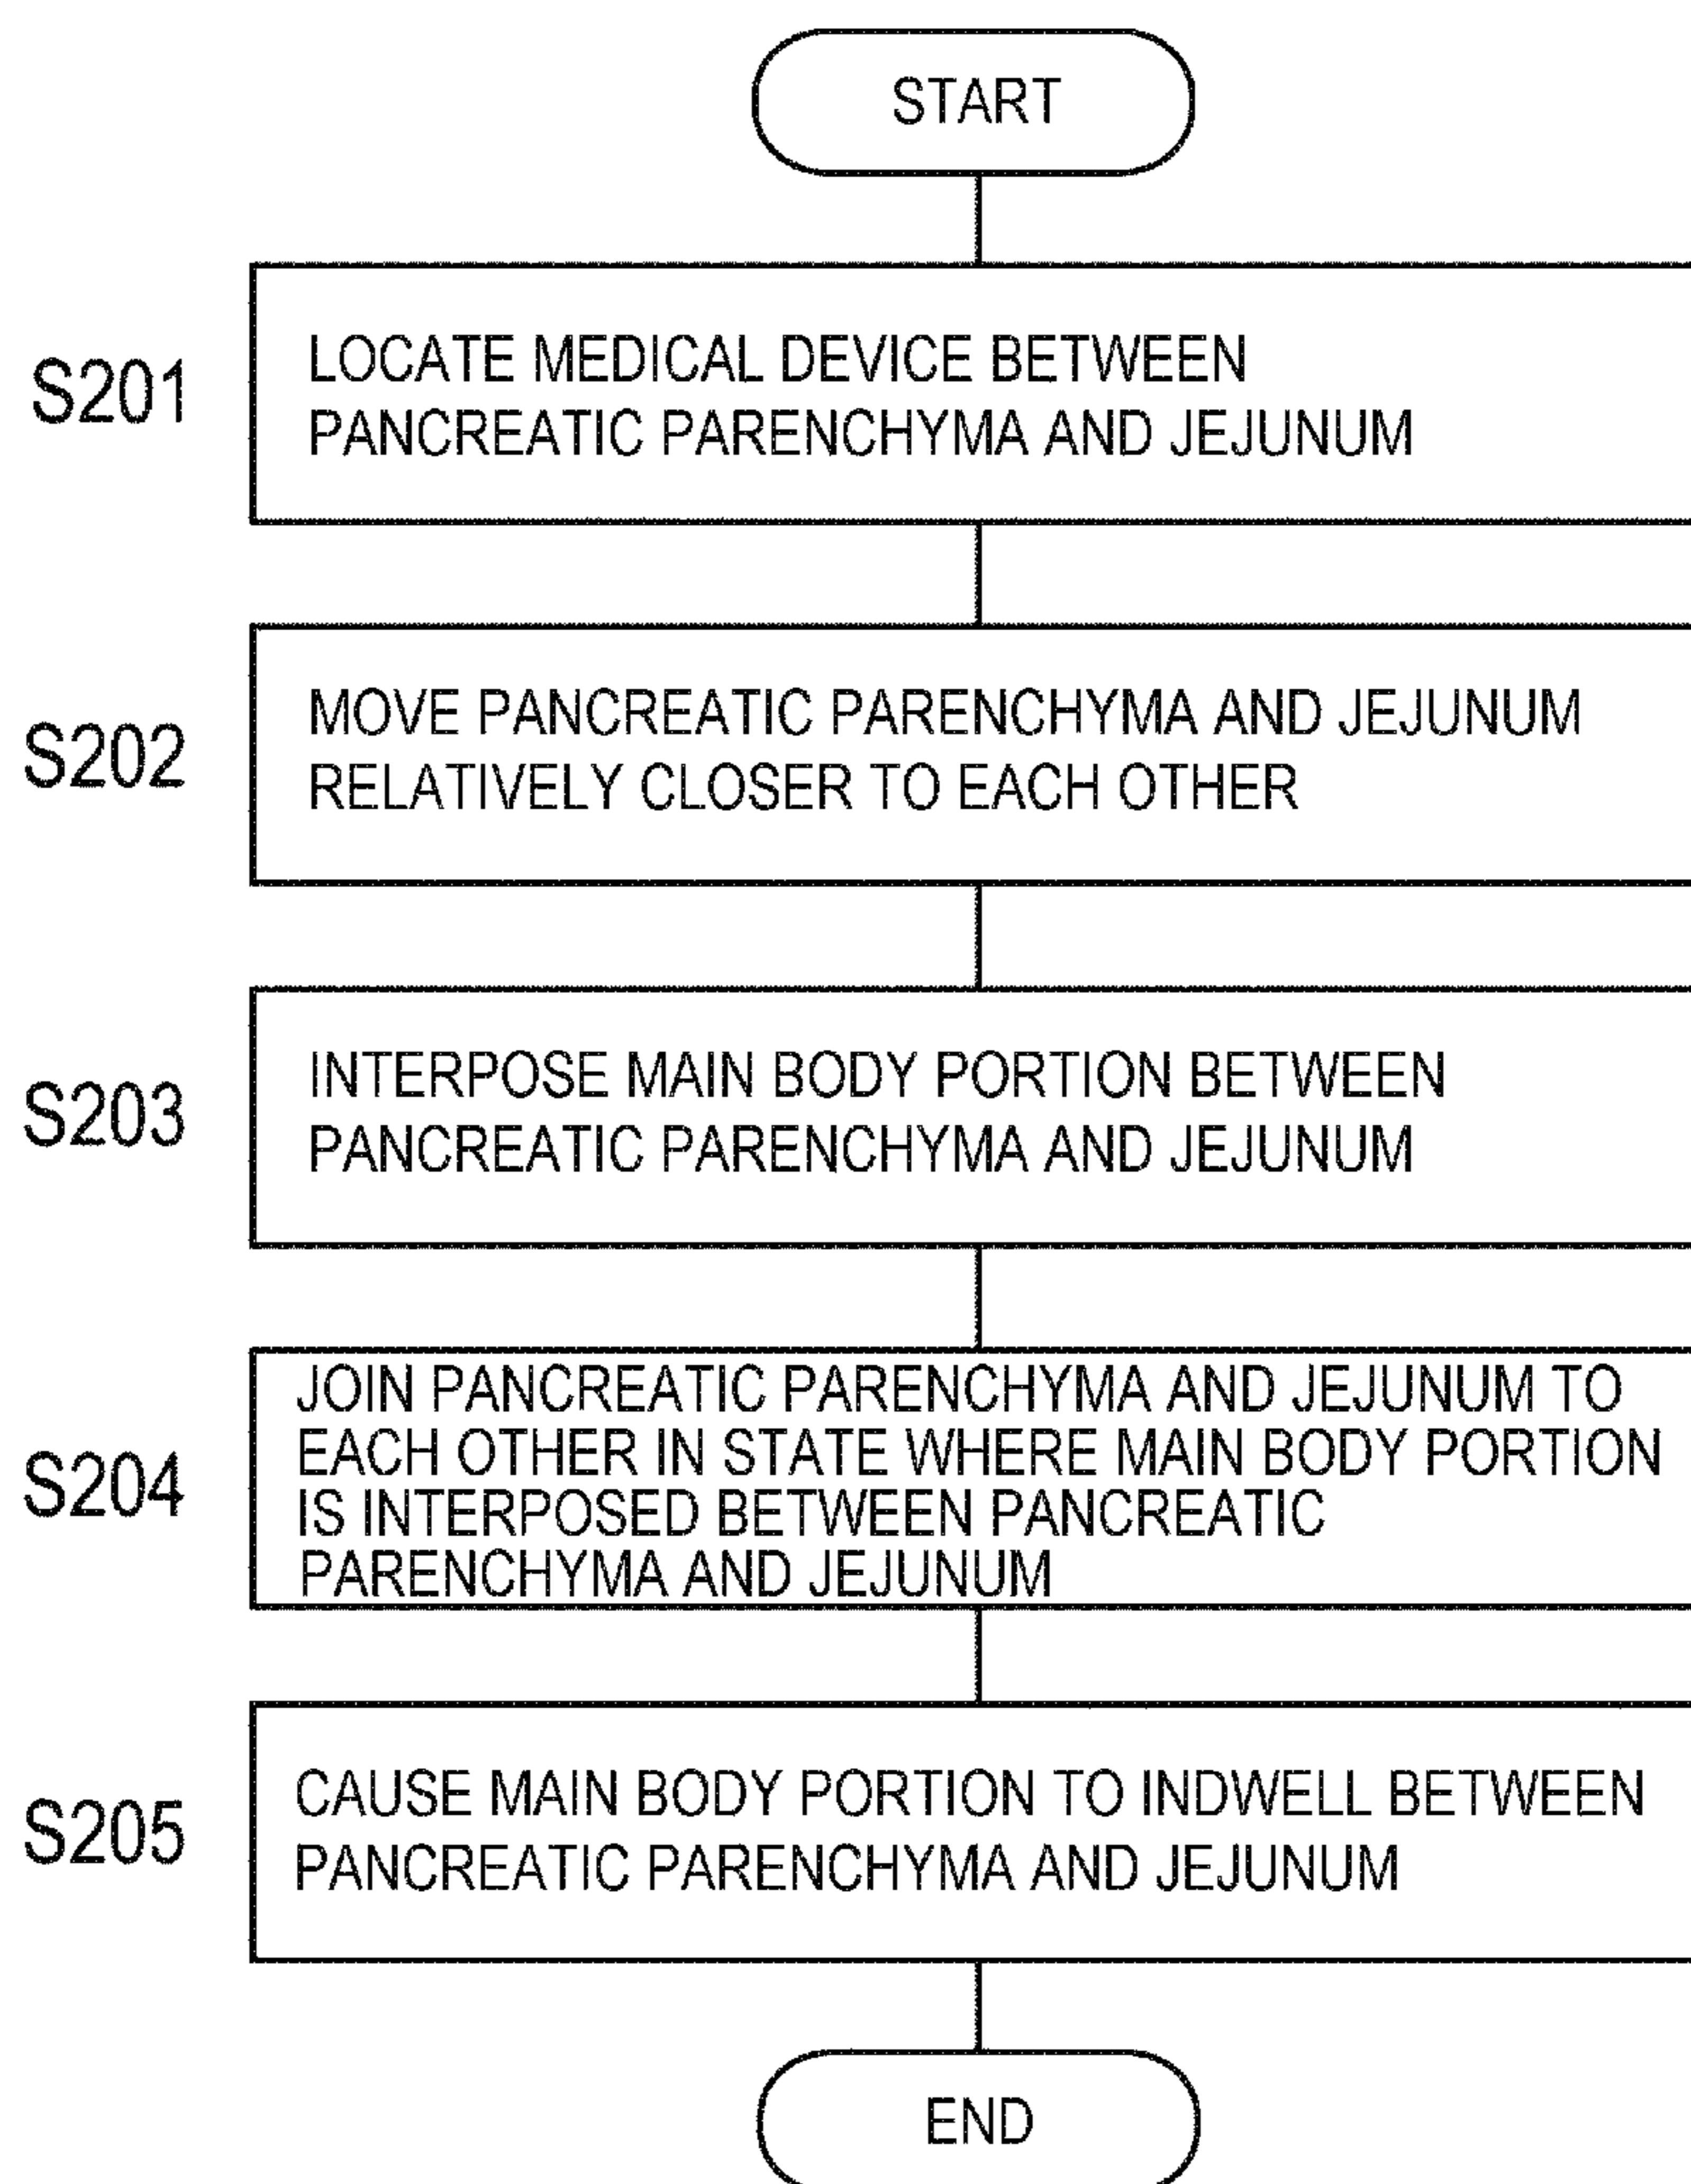 START
S201
LOCATE MEDICAL DEVICE BETWEEN
PANCREATIC PARENCHYMA AND JEJUNUM
S202
MOVE PANCREATIC PARENCHYMA AND JEJUNUM
RELATIVELY CLOSER TO EACH OTHER
S203
INTERPOSE MAIN BODY PORTION BETWEEN
PANCREATIC PARENCHYMA AND JEJUNUM
S204
JOIN PANCREATIC PARENCHYMA AND JEJUNUM TO
EACH OTHER IN STATE WHERE MAIN BODY PORTION
IS INTERPOSED BETWEEN PANCREATIC
PARENCHYMA AND JEJUNUM
S205
CAUSE MAIN BODY PORTION TO INDWELL BETWEEN
PANCREATIC PARENCHYMA AND JEJUNUM
END